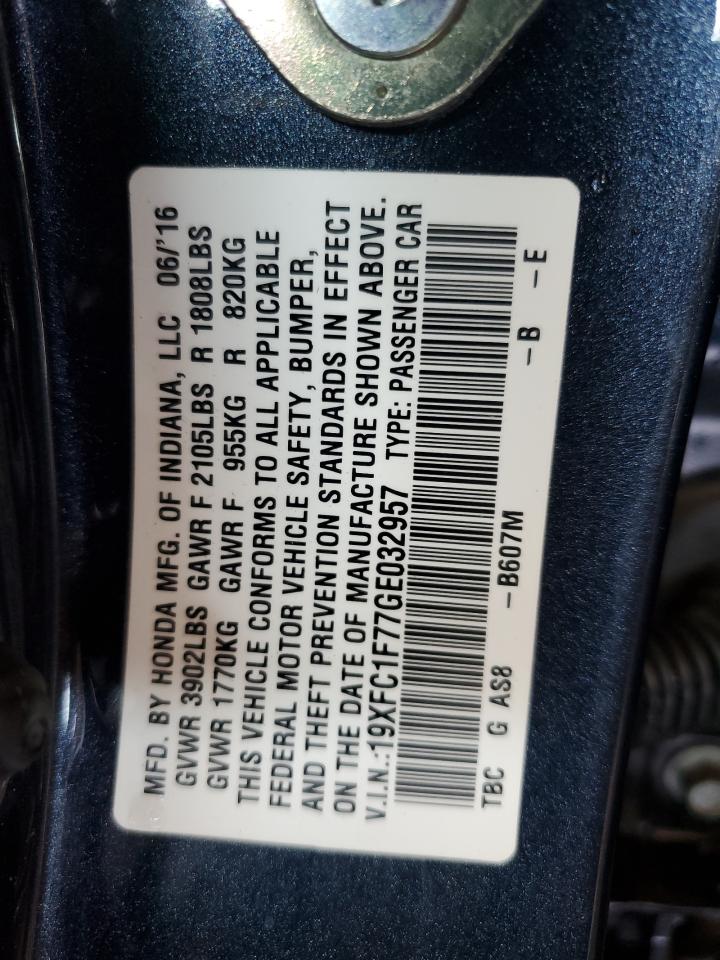 MFD. BY HONDA MFG. OF INDIANA, LLC 06/'16
GVWR 3902LBS GAWR F 2105LBS R 1808LBS
GVWR 1770KG GAWR F 955KG R 820KG
THIS VEHICLE CONFORMS TO ALL APPLICABLE
FEDERAL MOTOR VEHICLE SAFETY, BUMPER,
AND THEFT PREVENTION STANDARDS IN EFFECT
ON THE DATE OF MANUFACTURE SHOWN ABOVE.
V.I.N.:19XFC1F77GE032957 TYPE: PASSENGER CAR
TBC G AS8 -B607M -B -E